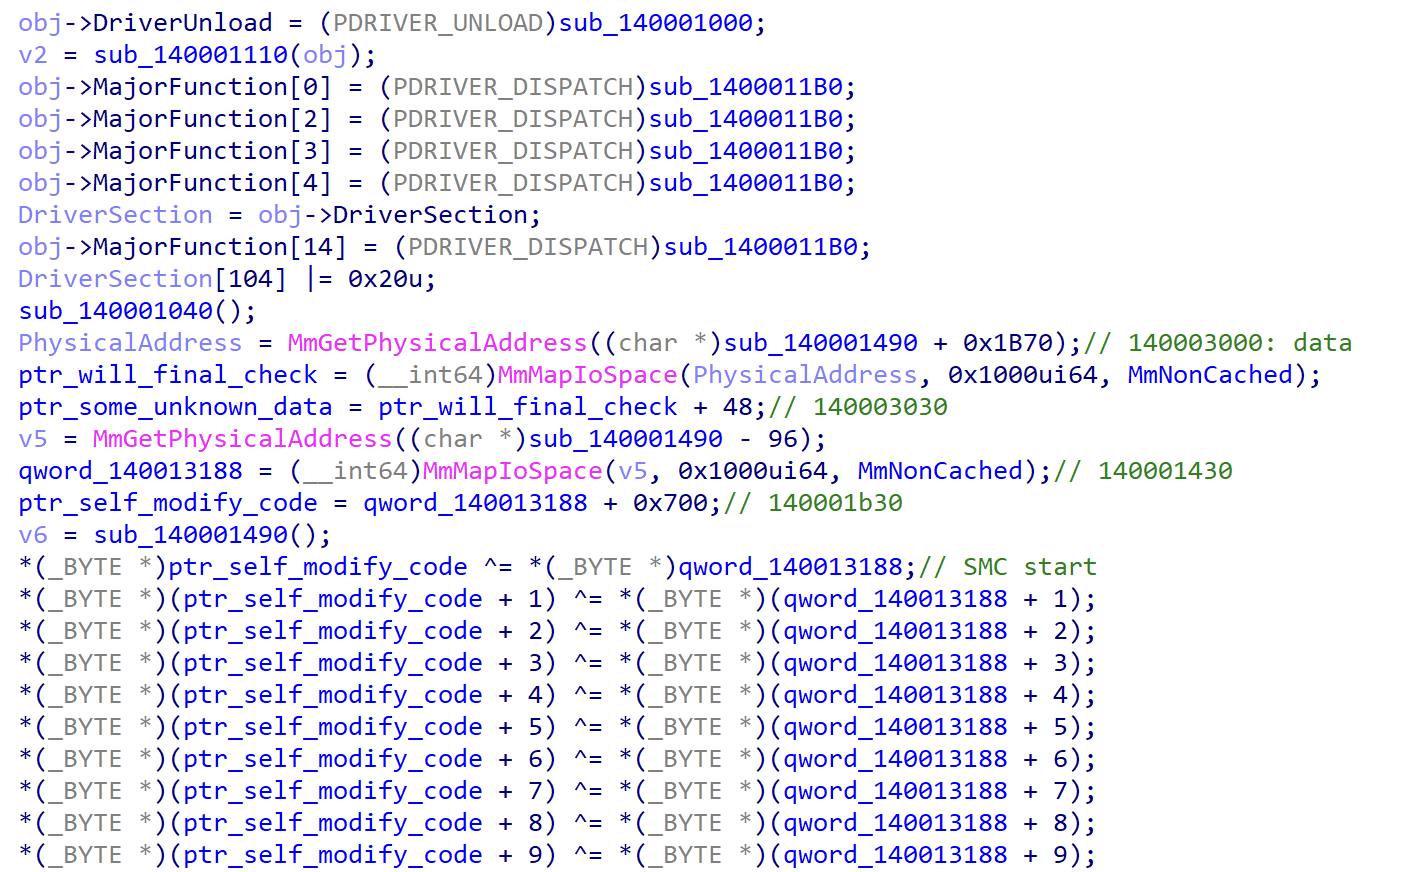 obj->DriverUnload = (PDRIVER_UNLOAD)sub_140001000;
v2 = sub_140001110(obj);
obj->MajorFunction[0] = (PDRIVER_DISPATCH)sub_1400011B0;
obj->MajorFunction[2] = (PDRIVER_DISPATCH)sub_1400011B0;
obj->MajorFunction[3] = (PDRIVER_DISPATCH)sub_1400011B0;
obj->MajorFunction[4] = (PDRIVER_DISPATCH)sub_1400011B0;
DriverSection = obj->DriverSection;
obj->MajorFunction[14] = (PDRIVER_DISPATCH)sub_1400011B0;
DriverSection[104] |= 0x20u;
sub_140001040();
PhysicalAddress = MmGetPhysicalAddress((char *)sub_140001490 + 0x1B70);// 140003000: data
ptr_will_final_check = (__int64)MmMapIoSpace(PhysicalAddress, 0x1000ui64, MmNonCached);
ptr_some_unknown_data = ptr_will_final_check + 48;// 140003030
v5 = MmGetPhysicalAddress((char *)sub_140001490 - 96);
qword_140013188 = (__int64)MmMapIoSpace(v5, 0x1000ui64, MmNonCached);// 140001430
ptr_self_modify_code = qword_140013188 + 0x700;// 140001b30
v6 = sub_140001490();
*(_BYTE *)ptr_self_modify_code ^= *(_BYTE *)qword_140013188;// SMC start
*(_BYTE *)(ptr_self_modify_code + 1) ^= *(_BYTE *)(qword_140013188 + 1);
*(_BYTE *)(ptr_self_modify_code + 2) ^= *(_BYTE *)(qword_140013188 + 2);
*(_BYTE *)(ptr_self_modify_code + 3) ^= *(_BYTE *)(qword_140013188 + 3);
*(_BYTE *)(ptr_self_modify_code + 4) ^= *(_BYTE *)(qword_140013188 + 4);
*(_BYTE *)(ptr_self_modify_code + 5) ^= *(_BYTE *)(qword_140013188 + 5);
*(_BYTE *)(ptr_self_modify_code + 6) ^= *(_BYTE *)(qword_140013188 + 6);
*(_BYTE *)(ptr_self_modify_code + 7) ^= *(_BYTE *)(qword_140013188 + 7);
*(_BYTE *)(ptr_self_modify_code + 8) ^= *(_BYTE *)(qword_140013188 + 8);
*(_BYTE *)(ptr_self_modify_code + 9) ^= *(_BYTE *)(qword_140013188 + 9);